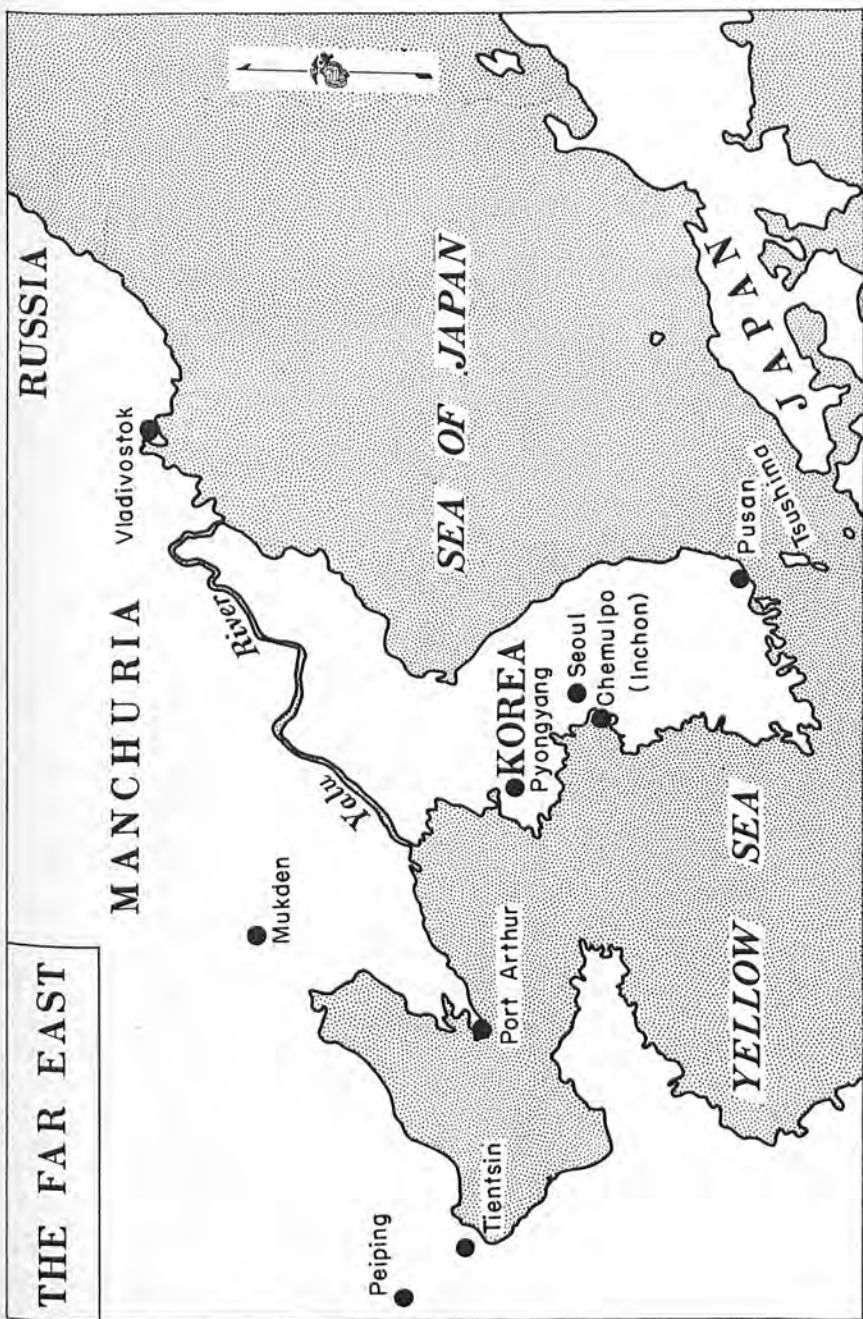 THE FAR EAST
RUSSIA
MANCHURIA
Vladivostok
Mukden
Yalu River
Peiping
Tientsin
Port Arthur
KOREA
Pyongyang
Seoul
Chemulpo
(Inchon)
SEA OF JAPAN
Pusan
Tsushima
JAPAN
YELLOW SEA